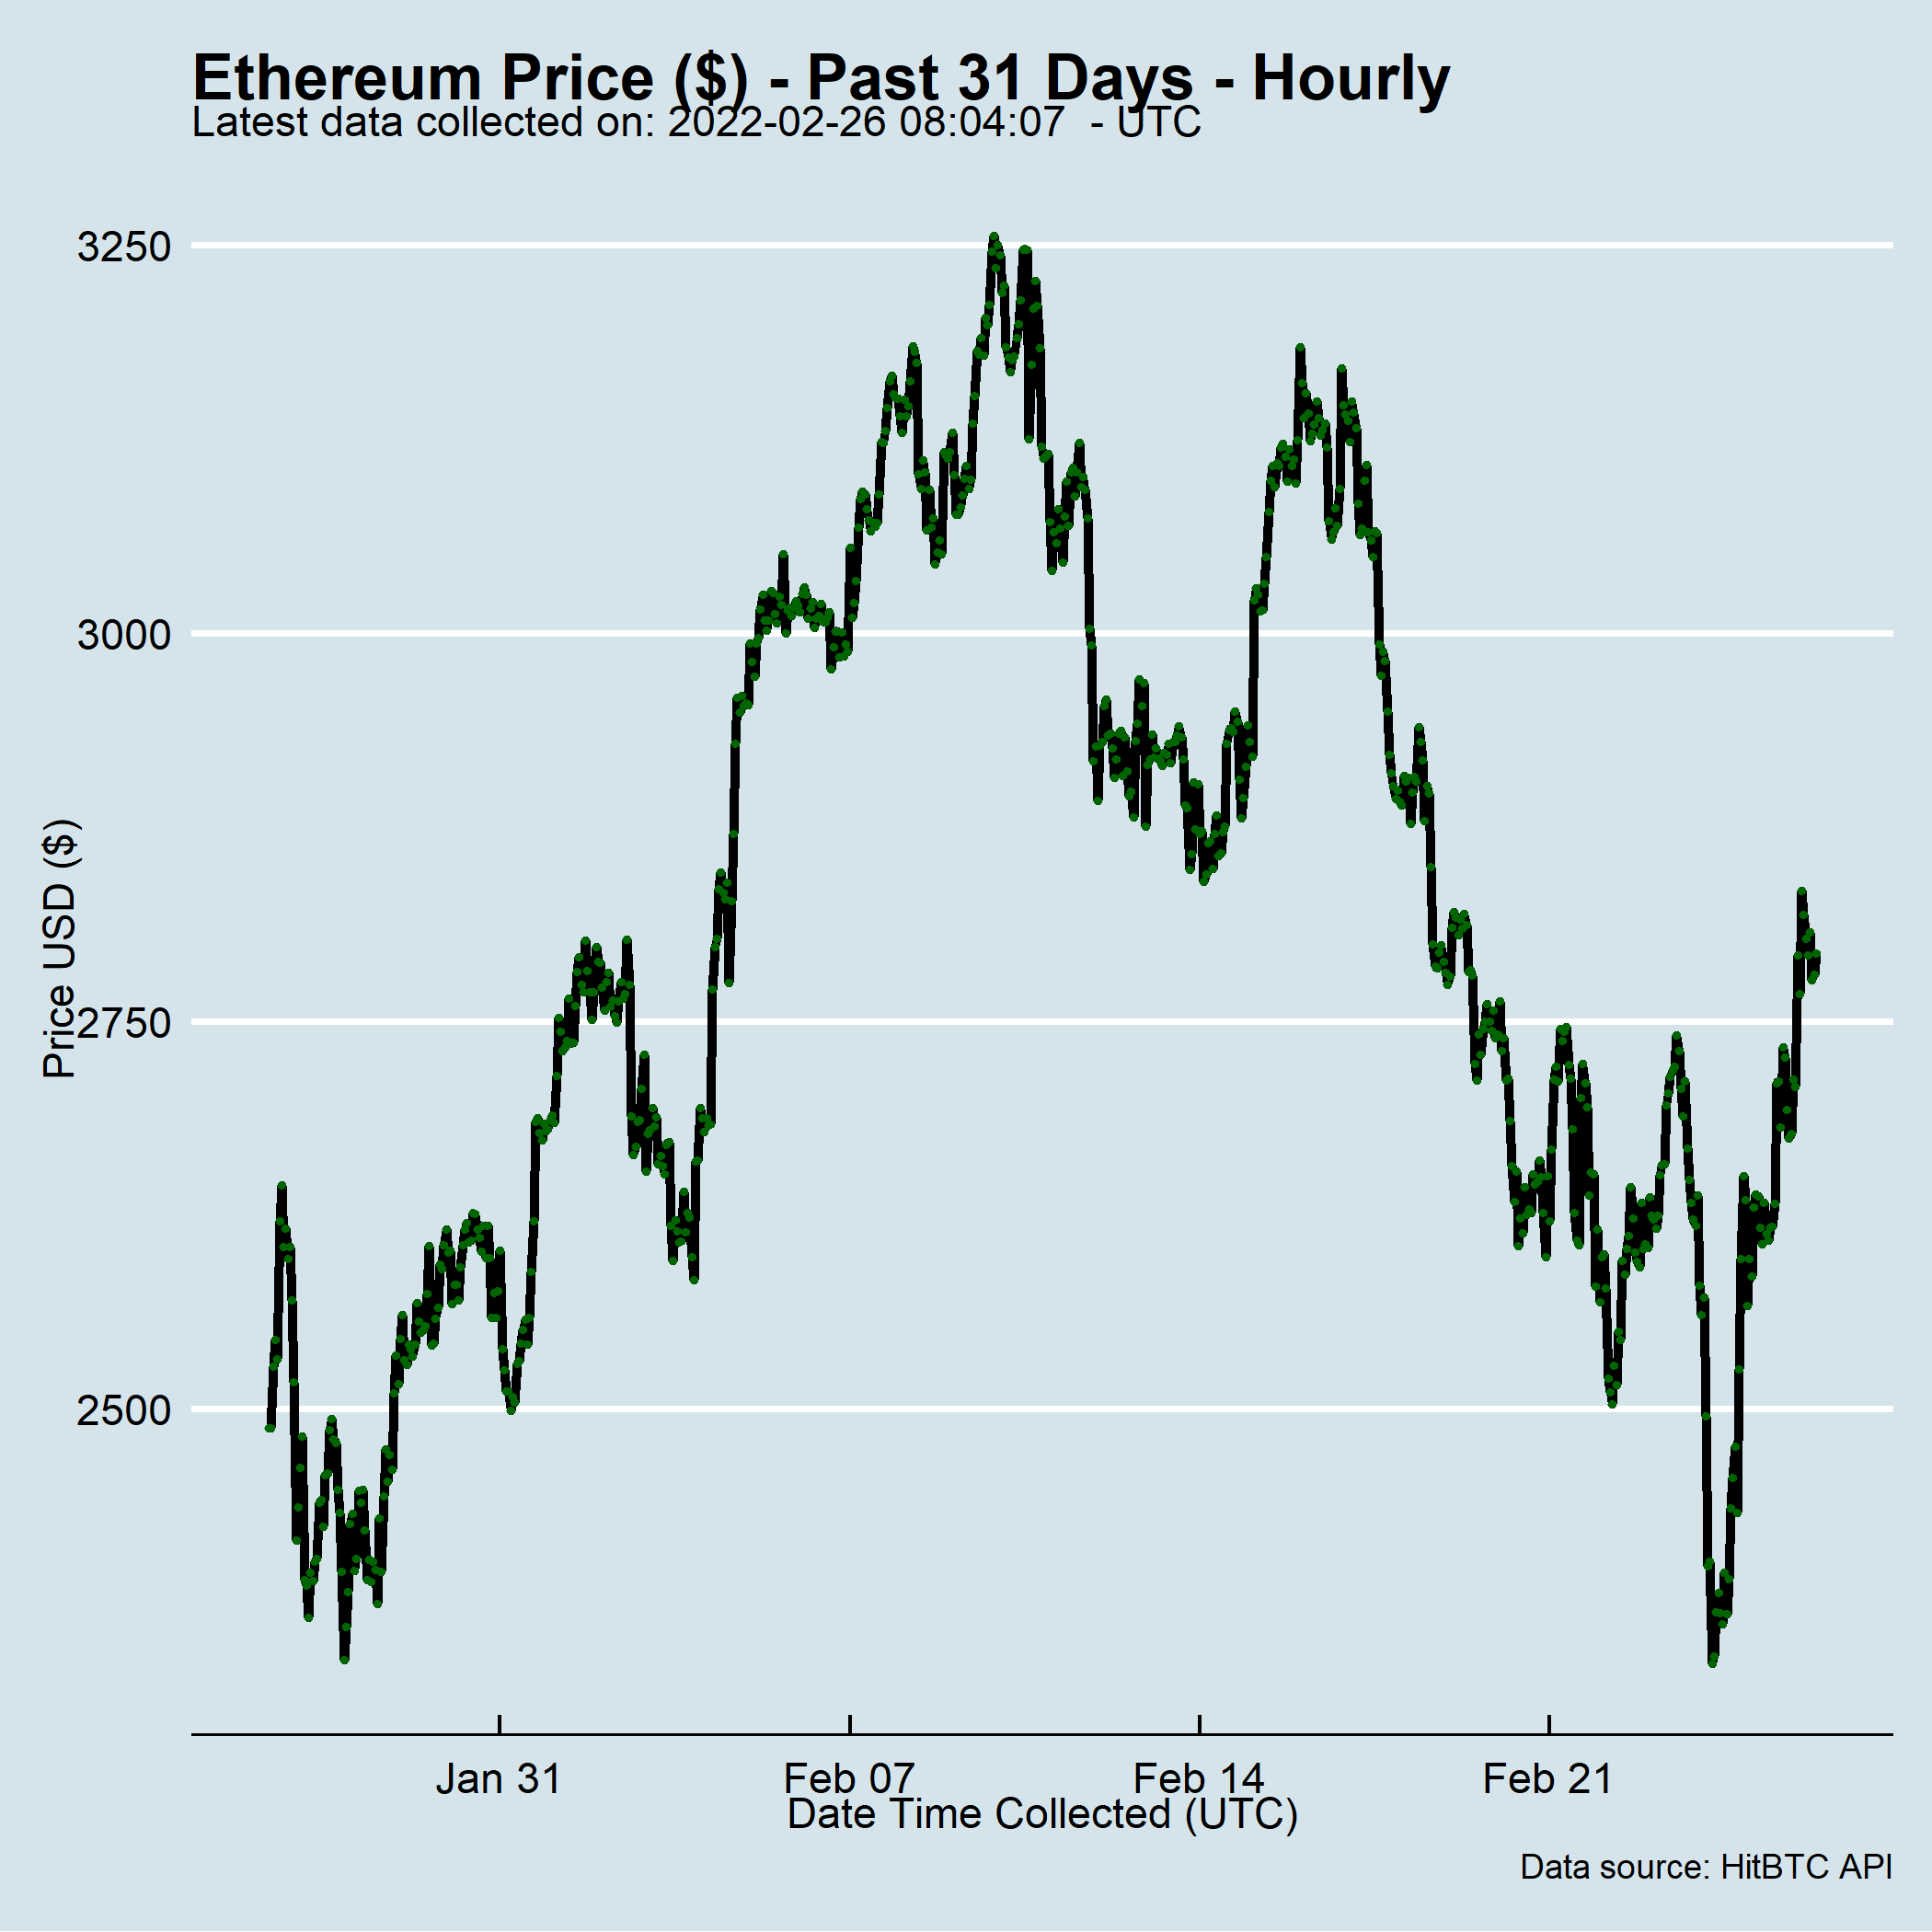 Ethereum Price ($) - Past 31 Days - Hourly
Latest data collected on: 2022-02-26 08:04:07  - UTC
3250
3000
2750
2500
Price USD ($)
Jan 31
Feb 07
Feb 14
Feb 21
Date Time Collected (UTC)
Data source: HitBTC API